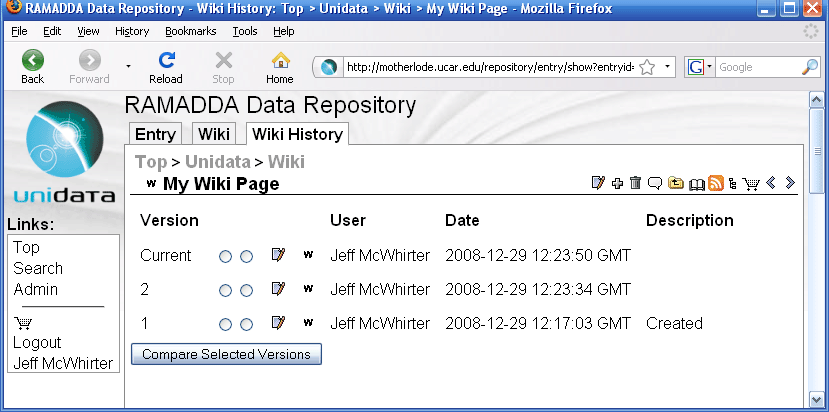 RAMADDA Data Repository - Wiki History: Top > Unidata > Wiki > My Wiki Page - Mozilla Firefox
File Edit View History Bookmarks Tools Help
Back Forward Reload Stop Home http://motherlode.ucar.edu/repository/entry/show?entryid= G Google
unidata
RAMADDA Data Repository
Entry Wiki Wiki History
Top > Unidata > Wiki
w My Wiki Page
Links:
Top
Search
Admin
Logout
Jeff McWhirter
Version User Date Description
Current w Jeff McWhirter 2008-12-29 12:23:50 GMT
2 w Jeff McWhirter 2008-12-29 12:23:34 GMT
1 w Jeff McWhirter 2008-12-29 12:17:03 GMT Created
Compare Selected Versions